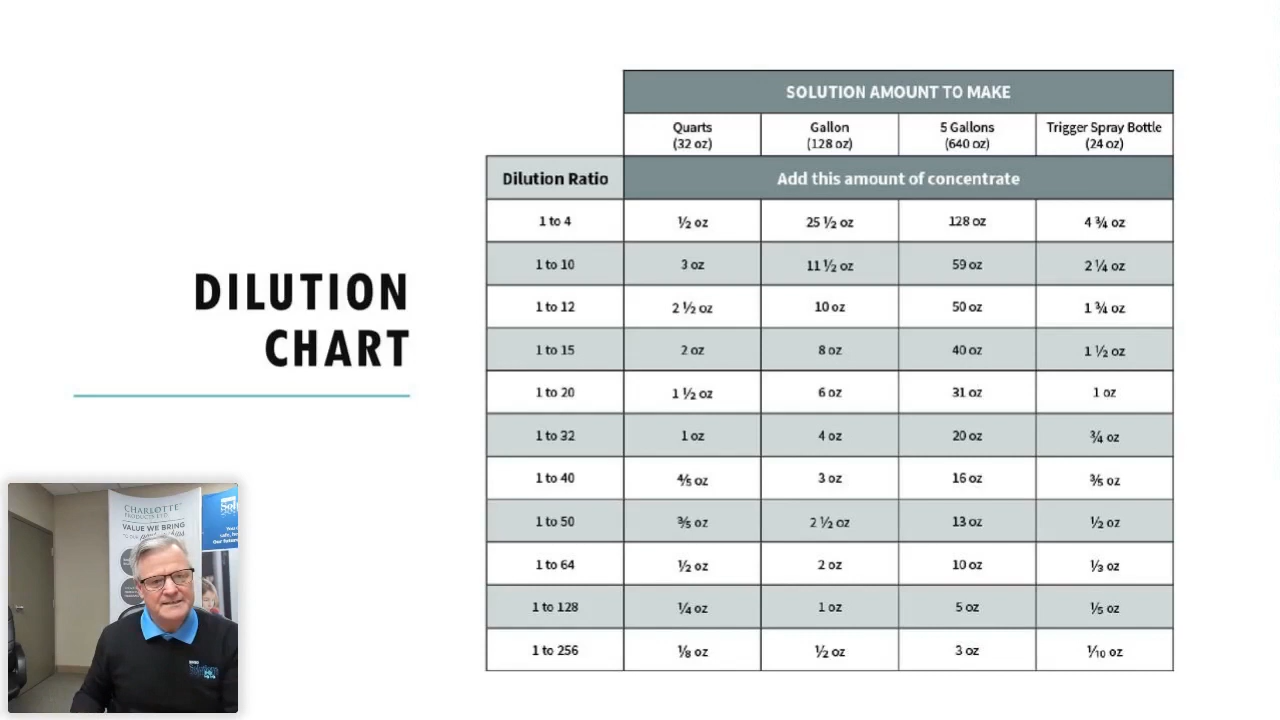 SOLUTION AMOUNT TO MAKE
Quarts (32 oz) Gallon (128 oz) 5 Gallons (640 oz) Trigger Spray Bottle (24 oz)
Dilution Ratio Add this amount of concentrate
1 to 4 ½ oz 25 ½ oz 128 oz 4 ¾ oz
1 to 10 3 oz 11 ½ oz 59 oz 2 ¼ oz
1 to 12 2 ½ oz 10 oz 50 oz 1 ¾ oz
1 to 15 2 oz 8 oz 40 oz 1 ½ oz
1 to 20 1 ½ oz 6 oz 31 oz 1 oz
1 to 32 1 oz 4 oz 20 oz ¾ oz
1 to 40 ⅘ oz 3 oz 16 oz ⅗ oz
1 to 50 ⅗ oz 2 ½ oz 13 oz ½ oz
1 to 64 ½ oz 2 oz 10 oz ⅓ oz
1 to 128 ¼ oz 1 oz 5 oz ⅕ oz
1 to 256 ⅛ oz ½ oz 3 oz ⅒ oz
DILUTION
CHART
CHARLOTTE
PRODUCTS LTD
VALUE WE BRING
TO OUR partnerships